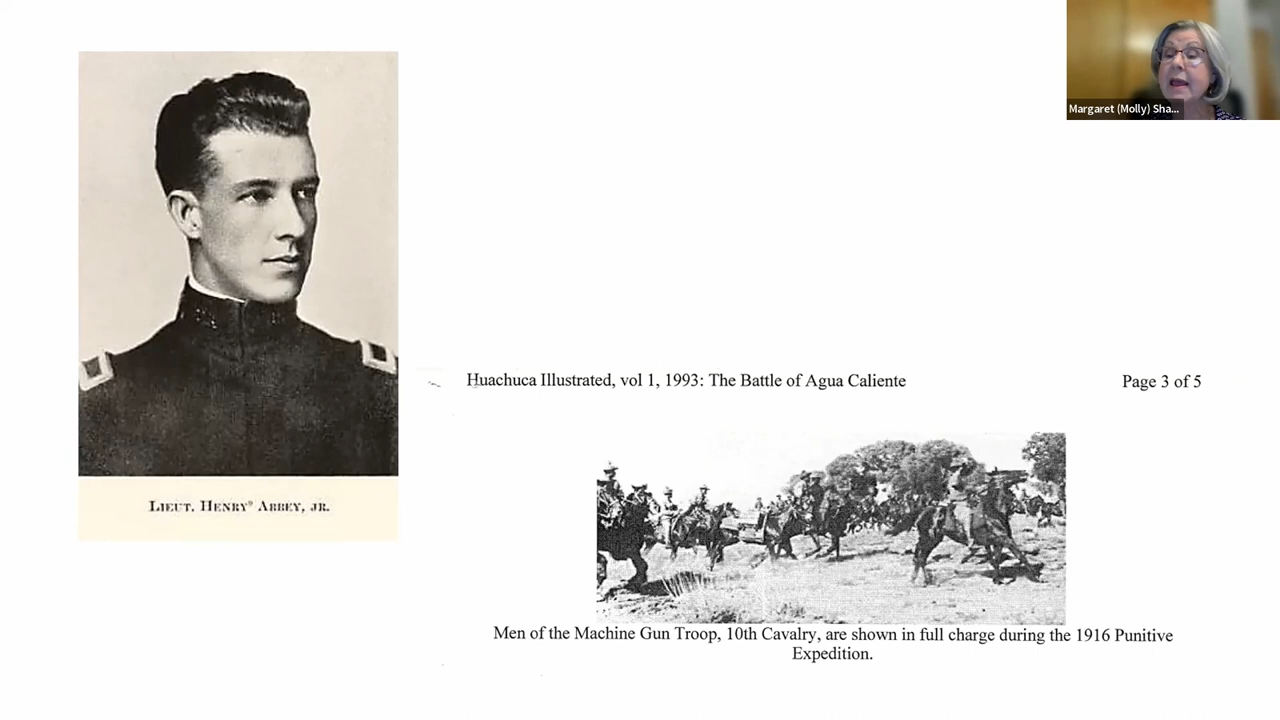 Margaret (Molly) Sha...
LIEUT. HENRY ABBEY, JR.
Huachuca Illustrated, vol 1, 1993: The Battle of Agua Caliente
Page 3 of 5
Men of the Machine Gun Troop, 10th Cavalry, are shown in full charge during the 1916 Punitive
Expedition.